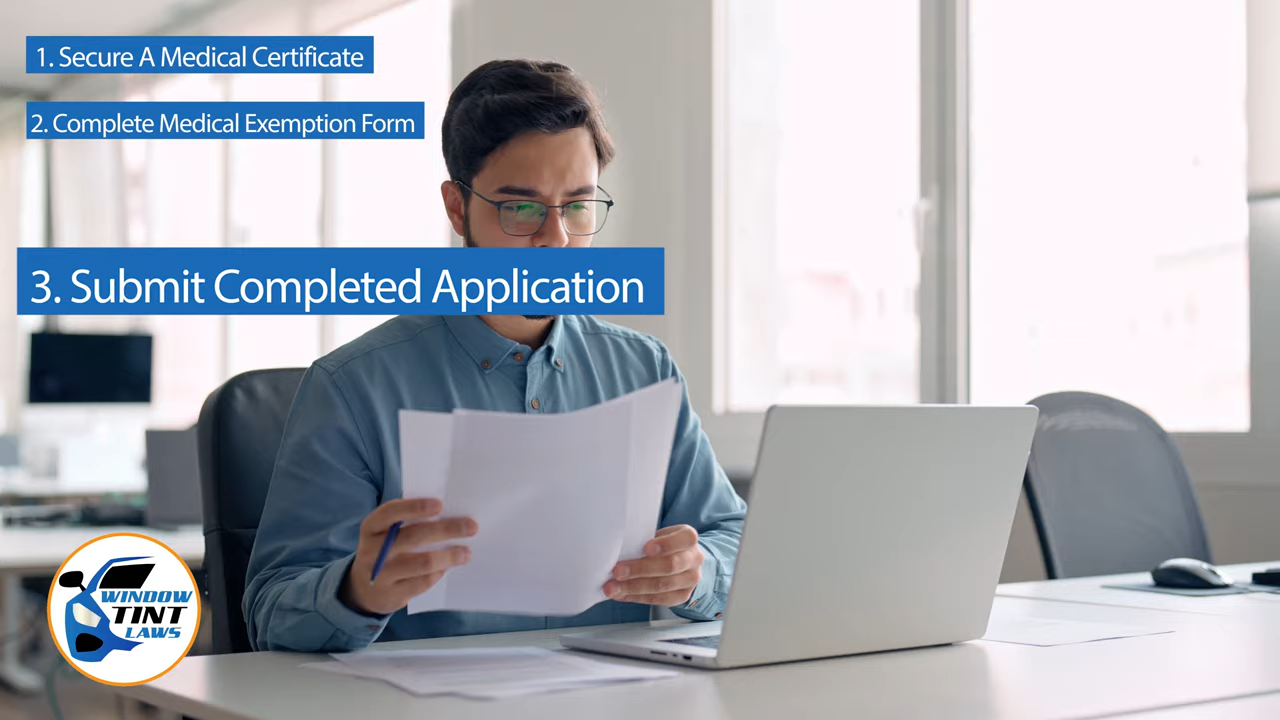 1. Secure A Medical Certificate
2. Complete Medical Exemption Form
3. Submit Completed Application
WINDOW
TINT
LAWS